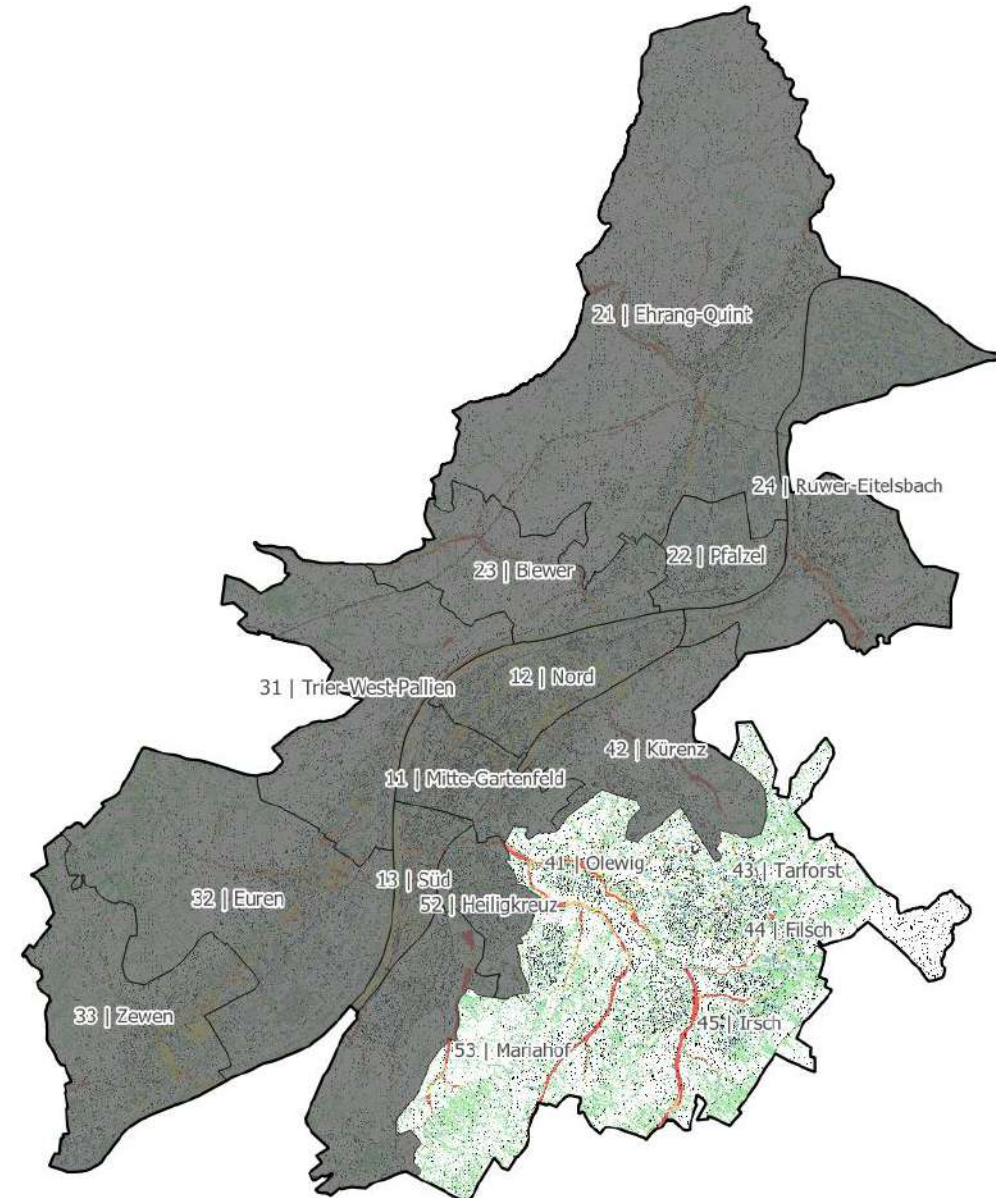 21 | Ehrang-Quint
24 | Ruwer-Eitelsbach
22 | Pfalzel
23 | Biewer
12 | Nord
31 | Trier-West-Pallien
42 | Kürenz
11 | Mitte-Gartenfeld
41 | Olewig
43 | Tarforst
13 | Süd
32 | Euren
52 | Heiligkreuz
44 | Filsch
33 | Zewen
45 | Irsch
53 | Mariahof